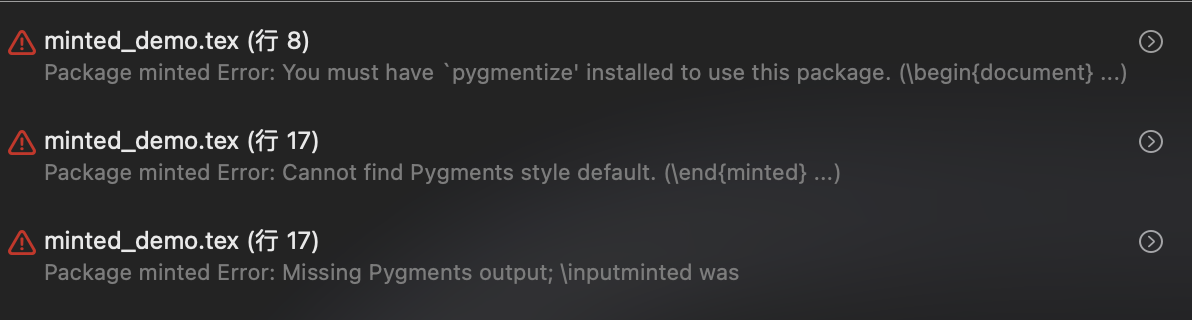 minted_demo.tex (行 8)
Package minted Error: You must have `pygmentize' installed to use this package. (\begin{document} ...)
minted_demo.tex (行 17)
Package minted Error: Cannot find Pygments style default. (\end{minted} ...)
minted_demo.tex (行 17)
Package minted Error: Missing Pygments output; \inputminted was